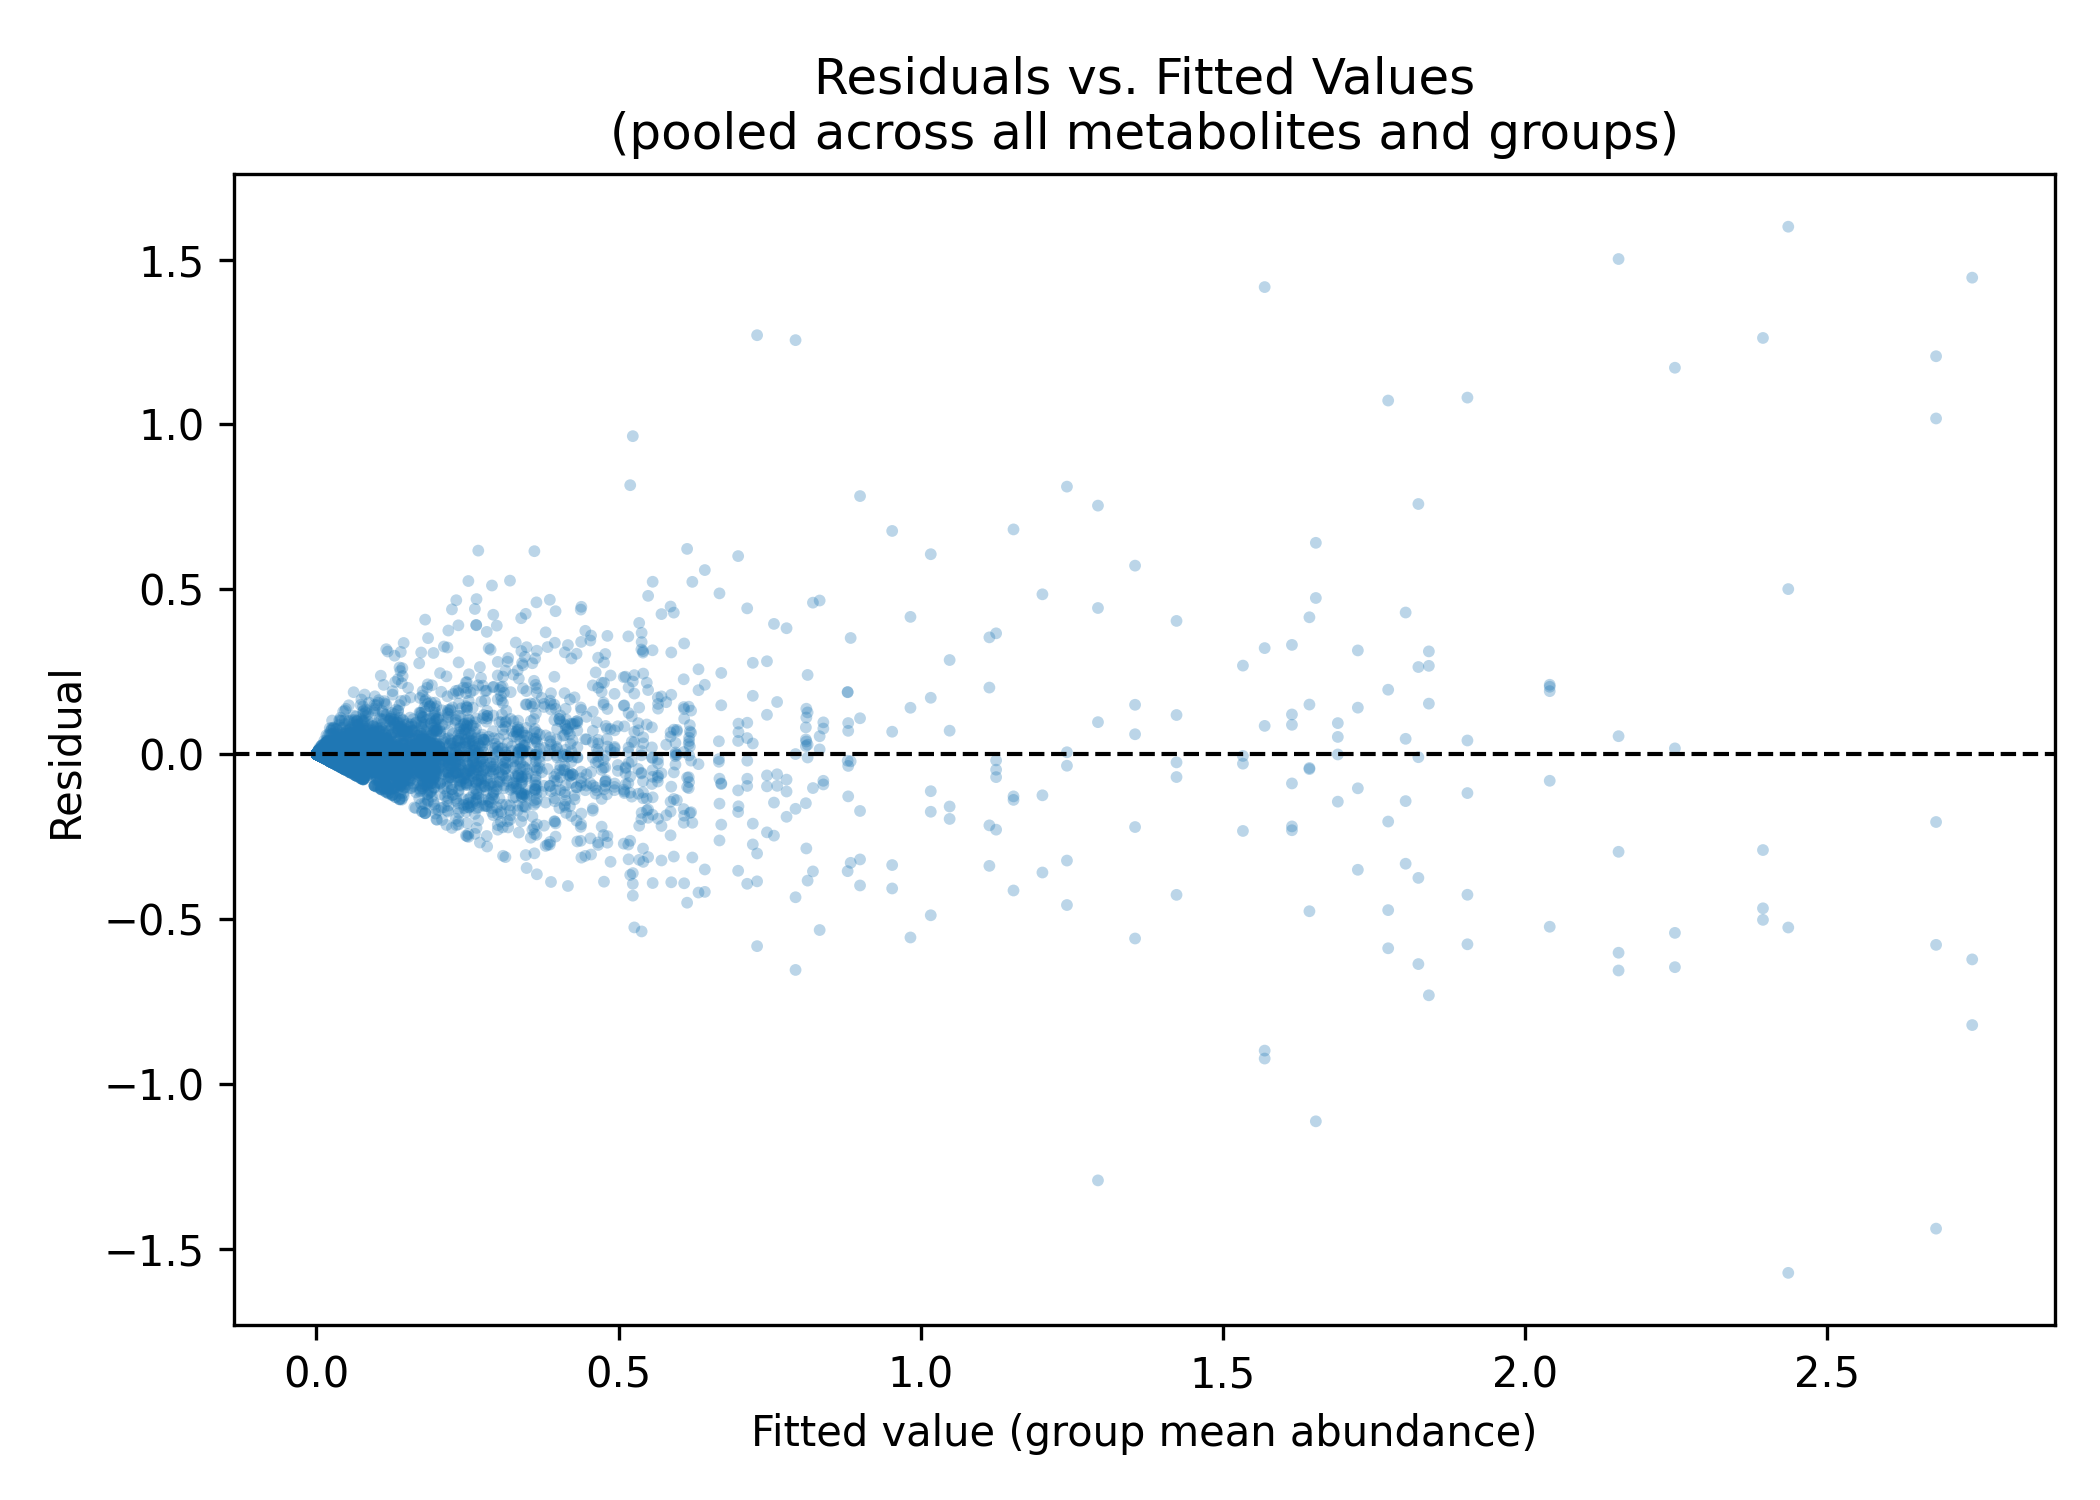 Residuals vs. Fitted Values
(pooled across all metabolites and groups)
Residual
1.5
1.0
0.5
0.0
−0.5
−1.0
−1.5
0.0 0.5 1.0 1.5 2.0 2.5
Fitted value (group mean abundance)